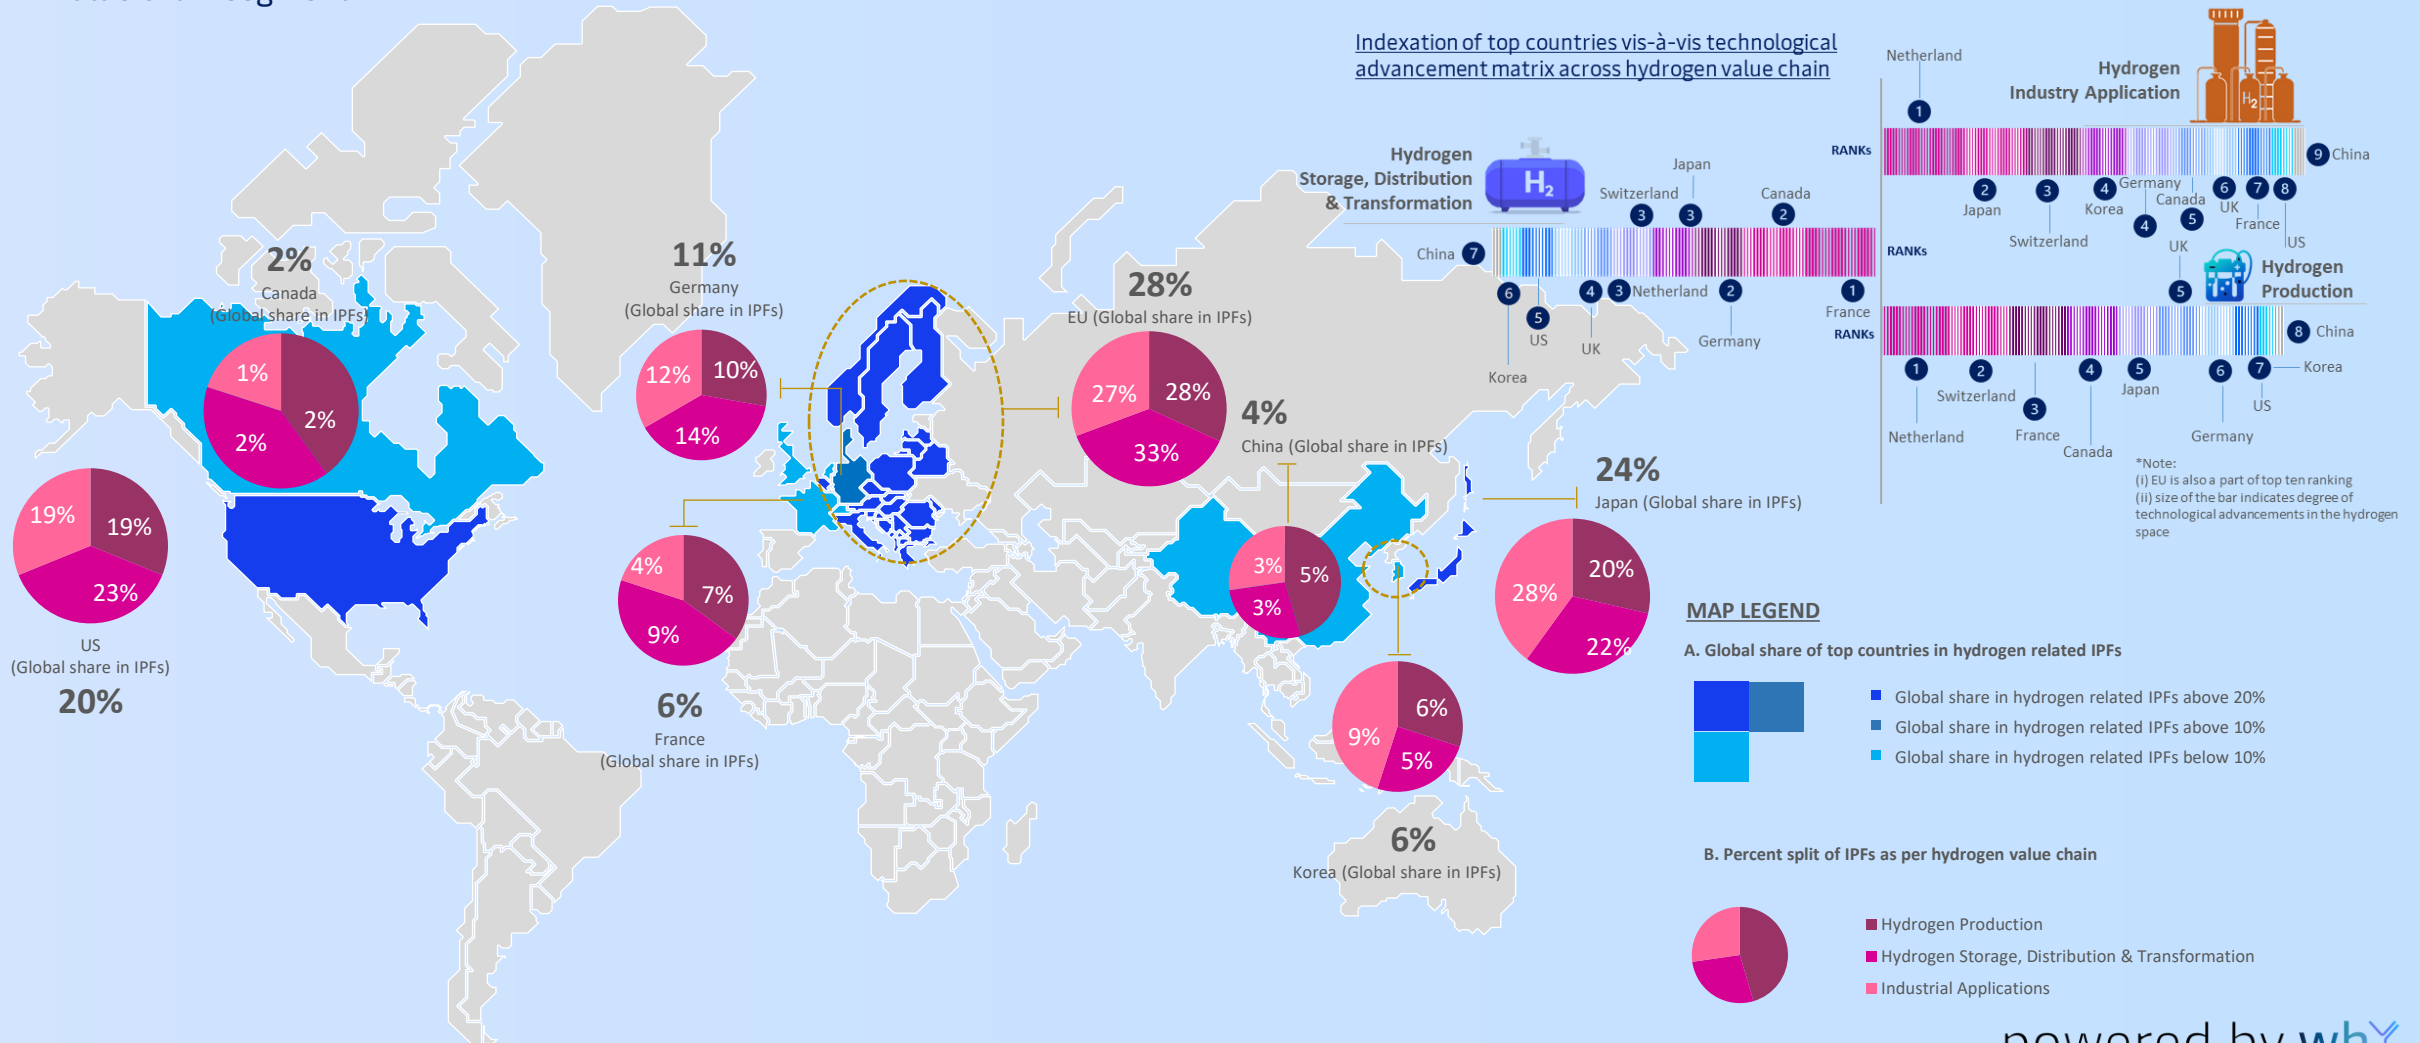 Indexation of top countries vis-à-vis technological
advancement matrix across hydrogen value chain
Hydrogen
Industry Application
Netherland
1
RANKs
9 China
2
Japan
3
Switzerland
4
Korea
Germany
4
Canada
5
6
UK
7
France
8
US
Hydrogen
Storage, Distribution
& Transformation
H2
H2
China 7
Switzerland
3
Japan
3
Canada
2
RANKs
6
Korea
5
US
4
UK
3 Netherland
2
Germany
1
France
Hydrogen
Production
UK
5
RANKs
8 China
1
Netherland
2
Switzerland
3
France
4
Canada
5
Japan
6
Germany
7
Korea
US
*Note:
(i) EU is also a part of top ten ranking
(ii) size of the bar indicates degree of
technological advancements in the hydrogen
space
2%
Canada
(Global share in IPFs)
1%
2%
2%
11%
Germany
(Global share in IPFs)
12%
10%
14%
28%
EU (Global share in IPFs)
27%
28%
33%
4%
China (Global share in IPFs)
3%
5%
3%
24%
Japan (Global share in IPFs)
28%
20%
22%
19%
19%
23%
US
(Global share in IPFs)
20%
4%
7%
9%
6%
France
(Global share in IPFs)
9%
6%
5%
6%
Korea (Global share in IPFs)
MAP LEGEND
A. Global share of top countries in hydrogen related IPFs
Global share in hydrogen related IPFs above 20%
Global share in hydrogen related IPFs above 10%
Global share in hydrogen related IPFs below 10%
B. Percent split of IPFs as per hydrogen value chain
Hydrogen Production
Hydrogen Storage, Distribution & Transformation
Industrial Applications
powered by why